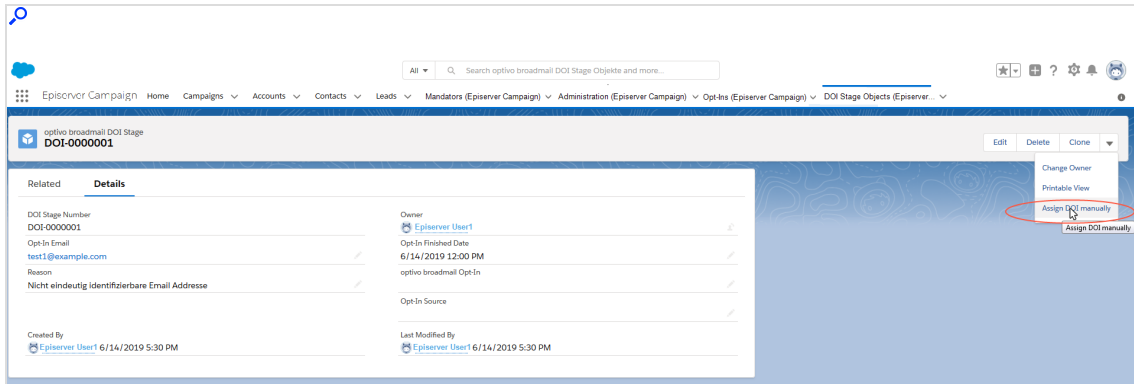 All Search optivo broadmail DOI Stage Objekte and more...
Episerver Campaign Home Campaigns Accounts Contacts Leads Mandators (Episerver Campaign) Administration (Episerver Campaign) Opt-Ins (Episerver Campaign) DOI Stage Objects (Episerver...
optivo broadmail DOI Stage
DOI-0000001
Edit Delete Clone
Change Owner
Printable View
Assign DOI manually
Assign DOI manually
Related Details
DOI Stage Number
DOI-0000001
Owner
Episerver User1
Opt-In Email
test1@example.com
Opt-In Finished Date
6/14/2019 12:00 PM
Reason
Nicht eindeutig identifizierbare Email Addresse
optivo broadmail Opt-In
Opt-In Source
Created By
Episerver User1 6/14/2019 5:30 PM
Last Modified By
Episerver User1 6/14/2019 5:30 PM